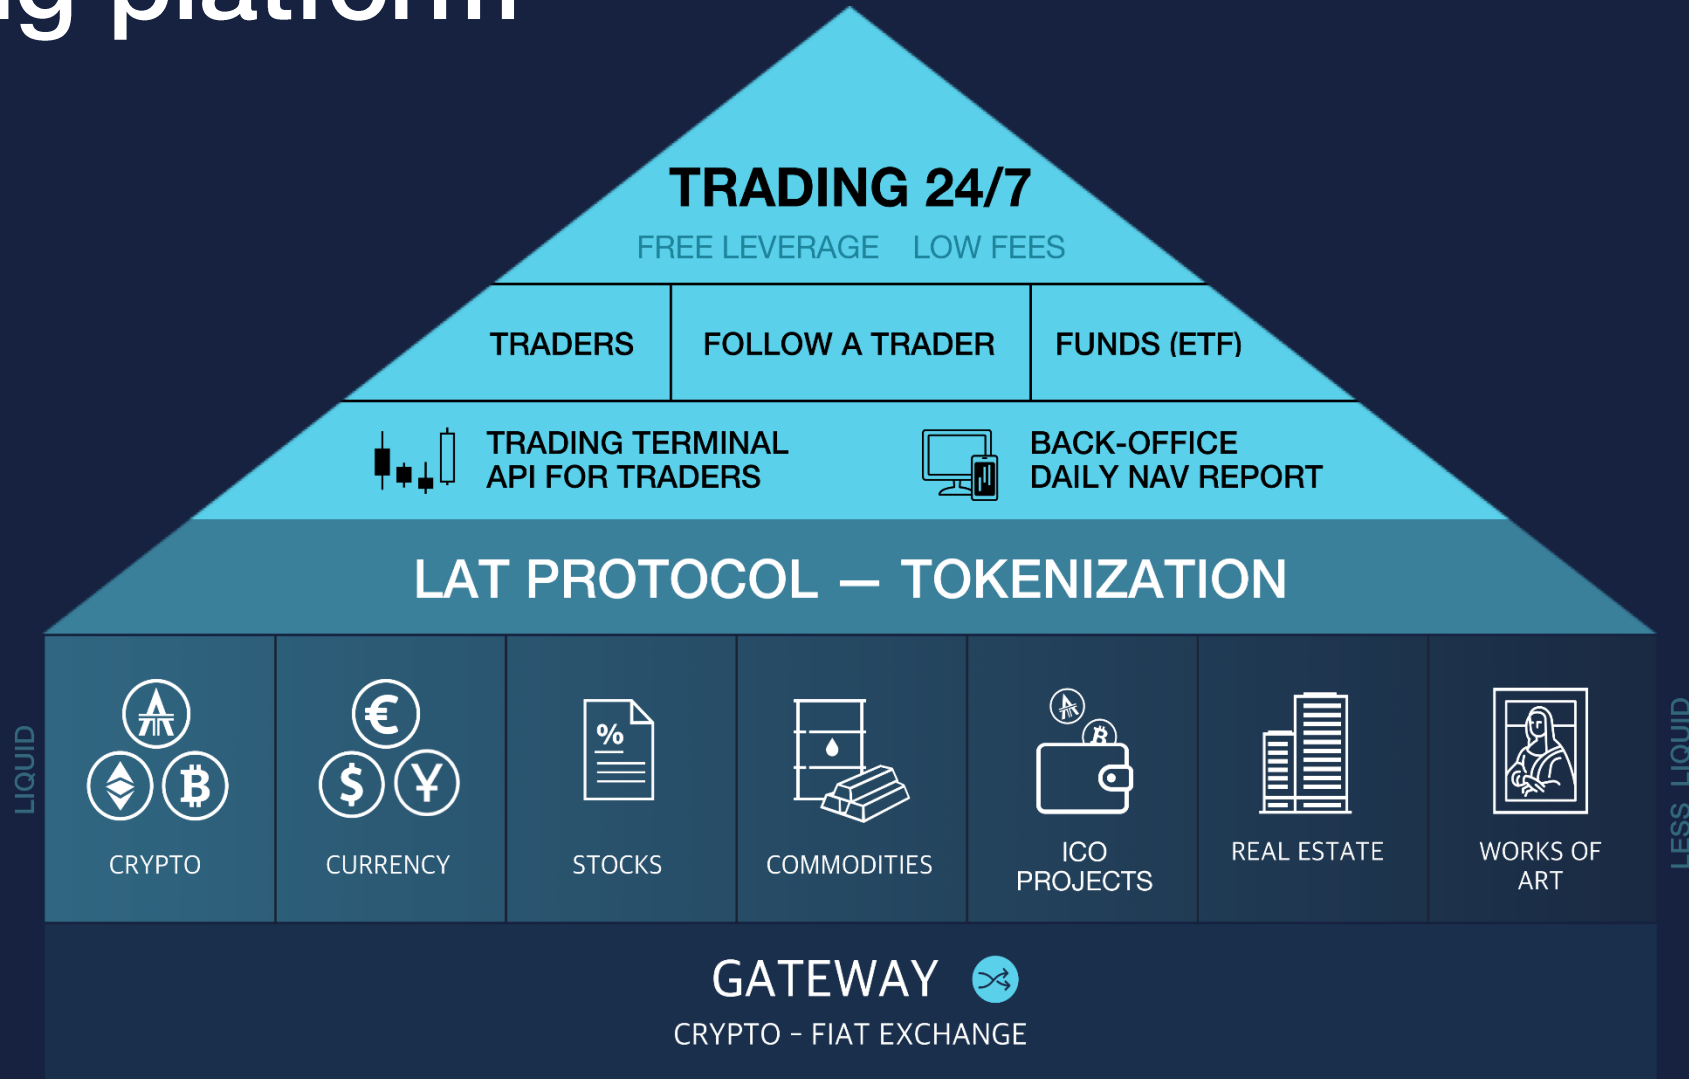 ng platform
TRADING 24/7
FREE LEVERAGE LOW FEES
TRADERS
FOLLOW A TRADER
FUNDS (ETF)
TRADING TERMINAL
API FOR TRADERS
BACK-OFFICE
DAILY NAV REPORT
LAT PROTOCOL — TOKENIZATION
LIQUID
%
CRYPTO
CURRENCY
STOCKS
COMMODITIES
ICO
PROJECTS
REAL ESTATE
WORKS OF
ART
LESS LIQUID
GATEWAY
CRYPTO – FIAT EXCHANGE